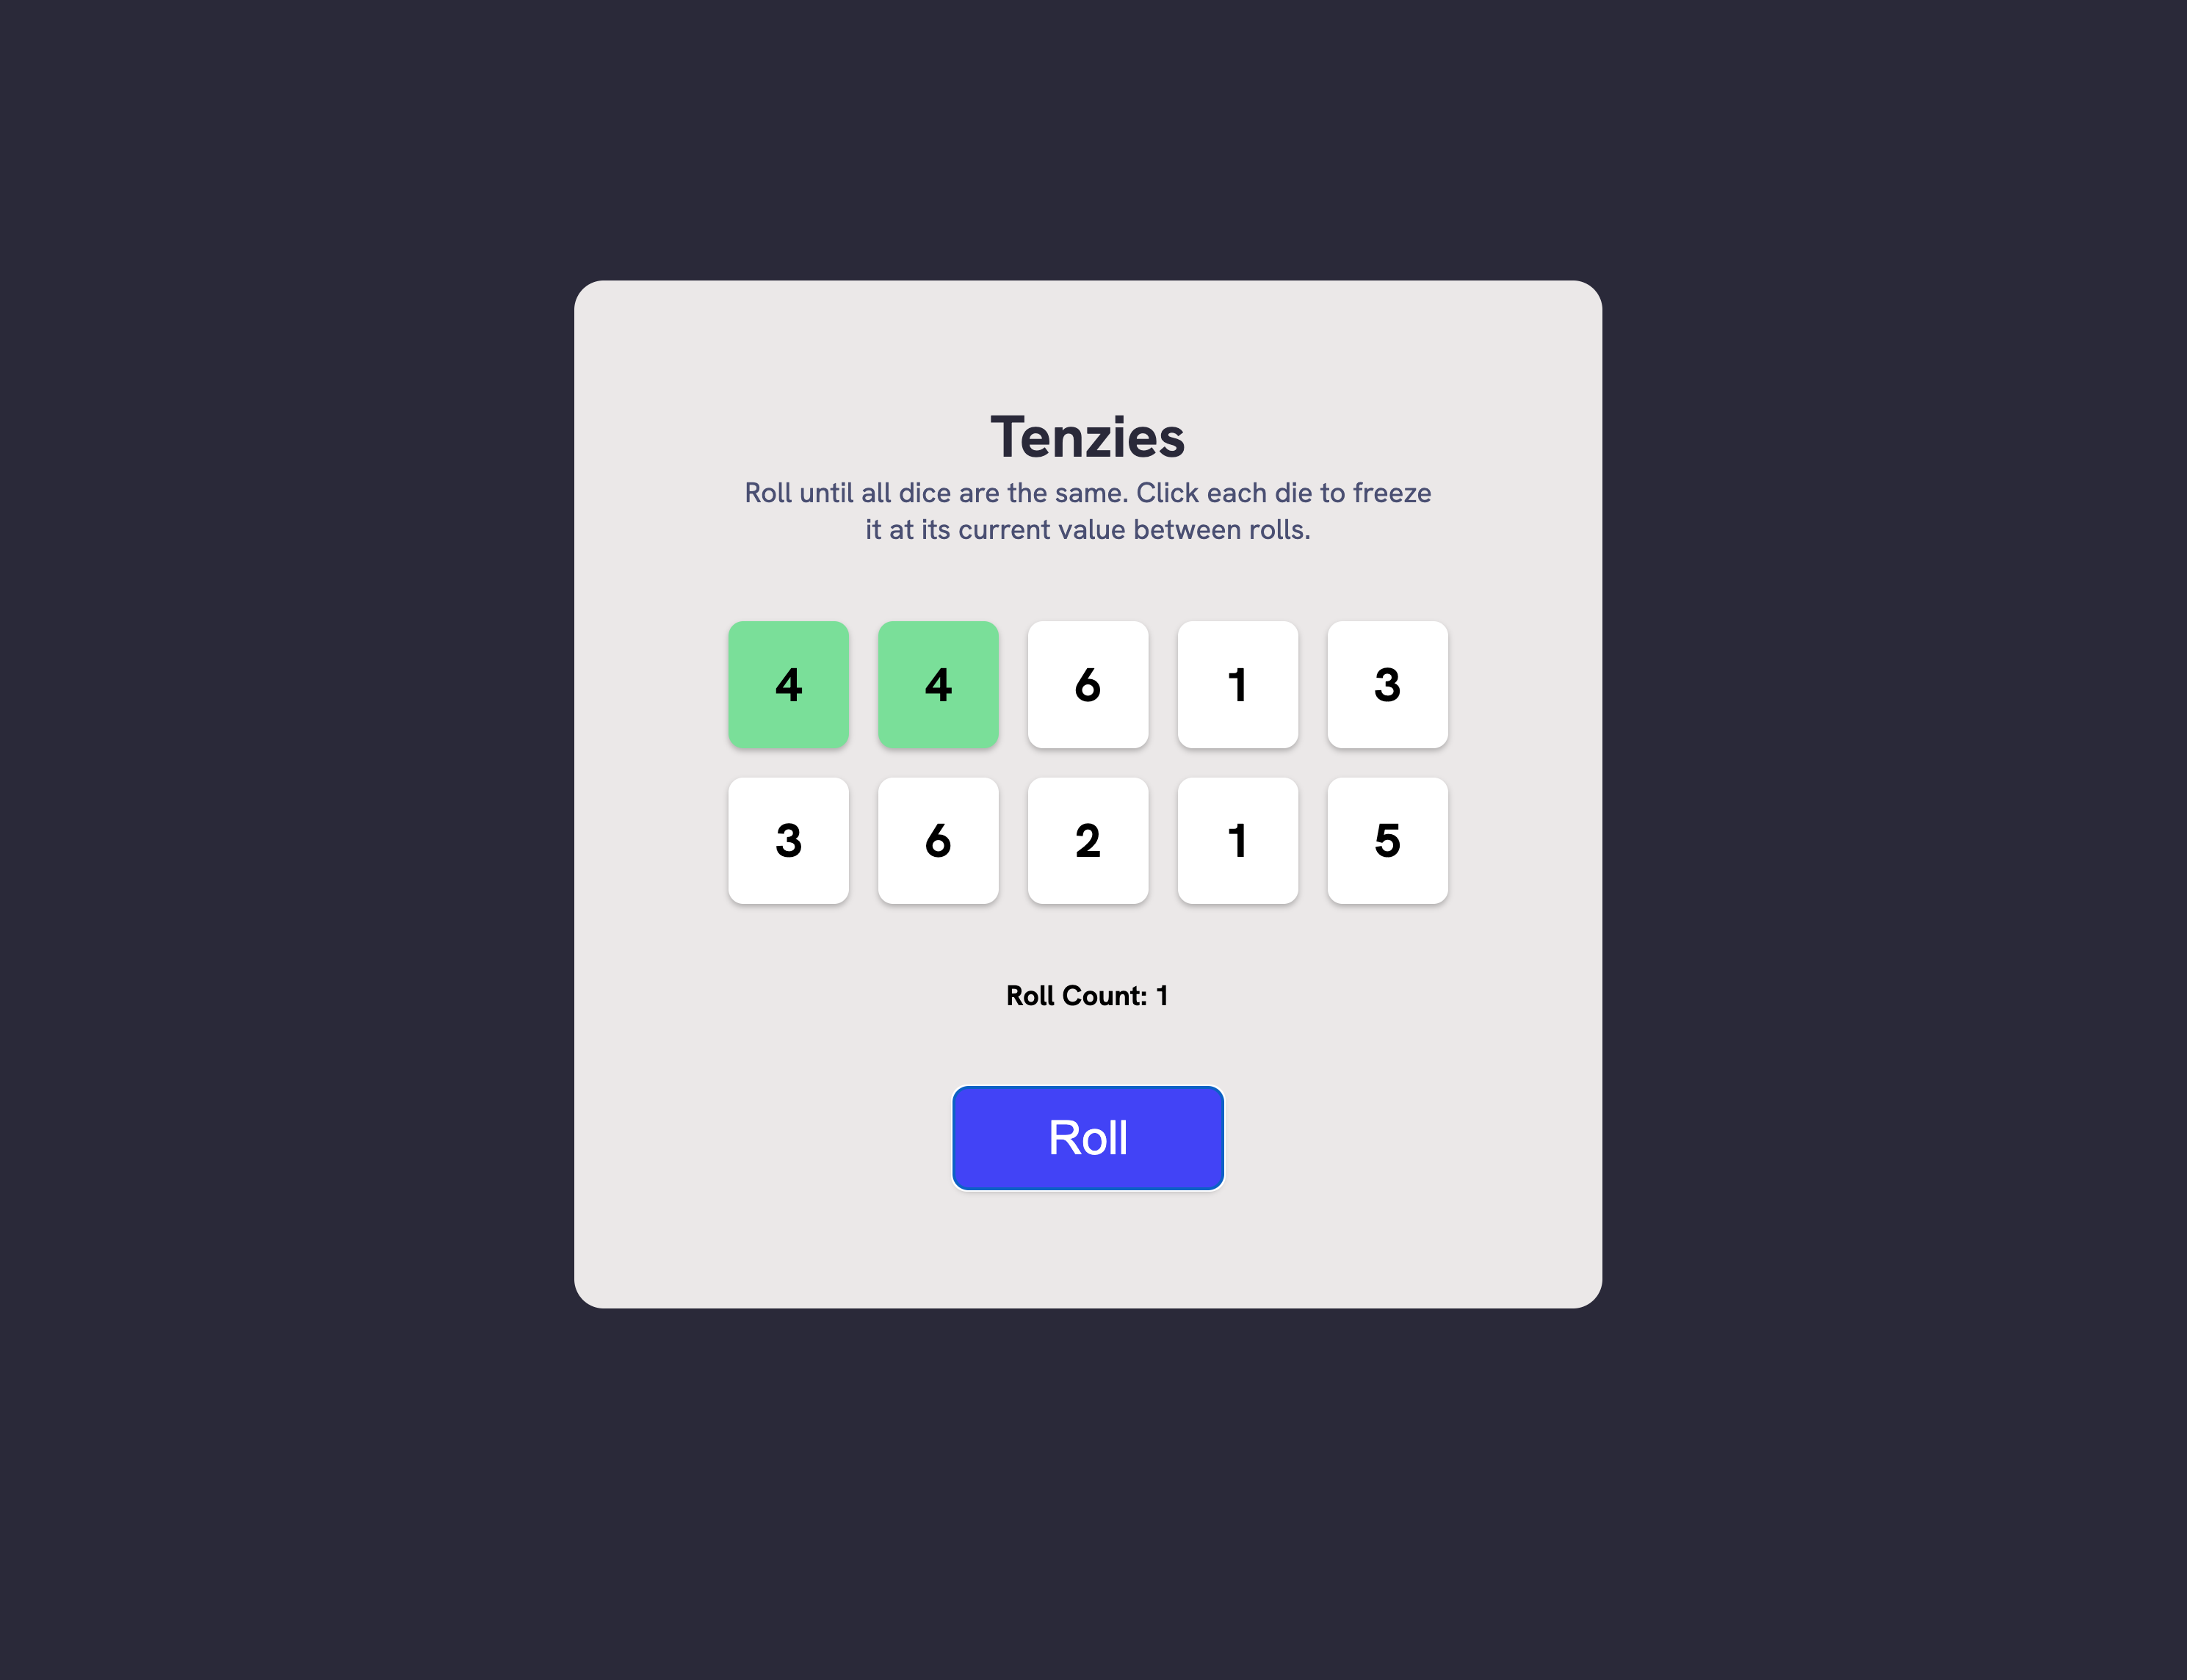 Tenzies
Roll until all dice are the same. Click each die to freeze
it at its current value between rolls.
4 4 6 1 3
3 6 2 1 5
Roll Count: 1
Roll